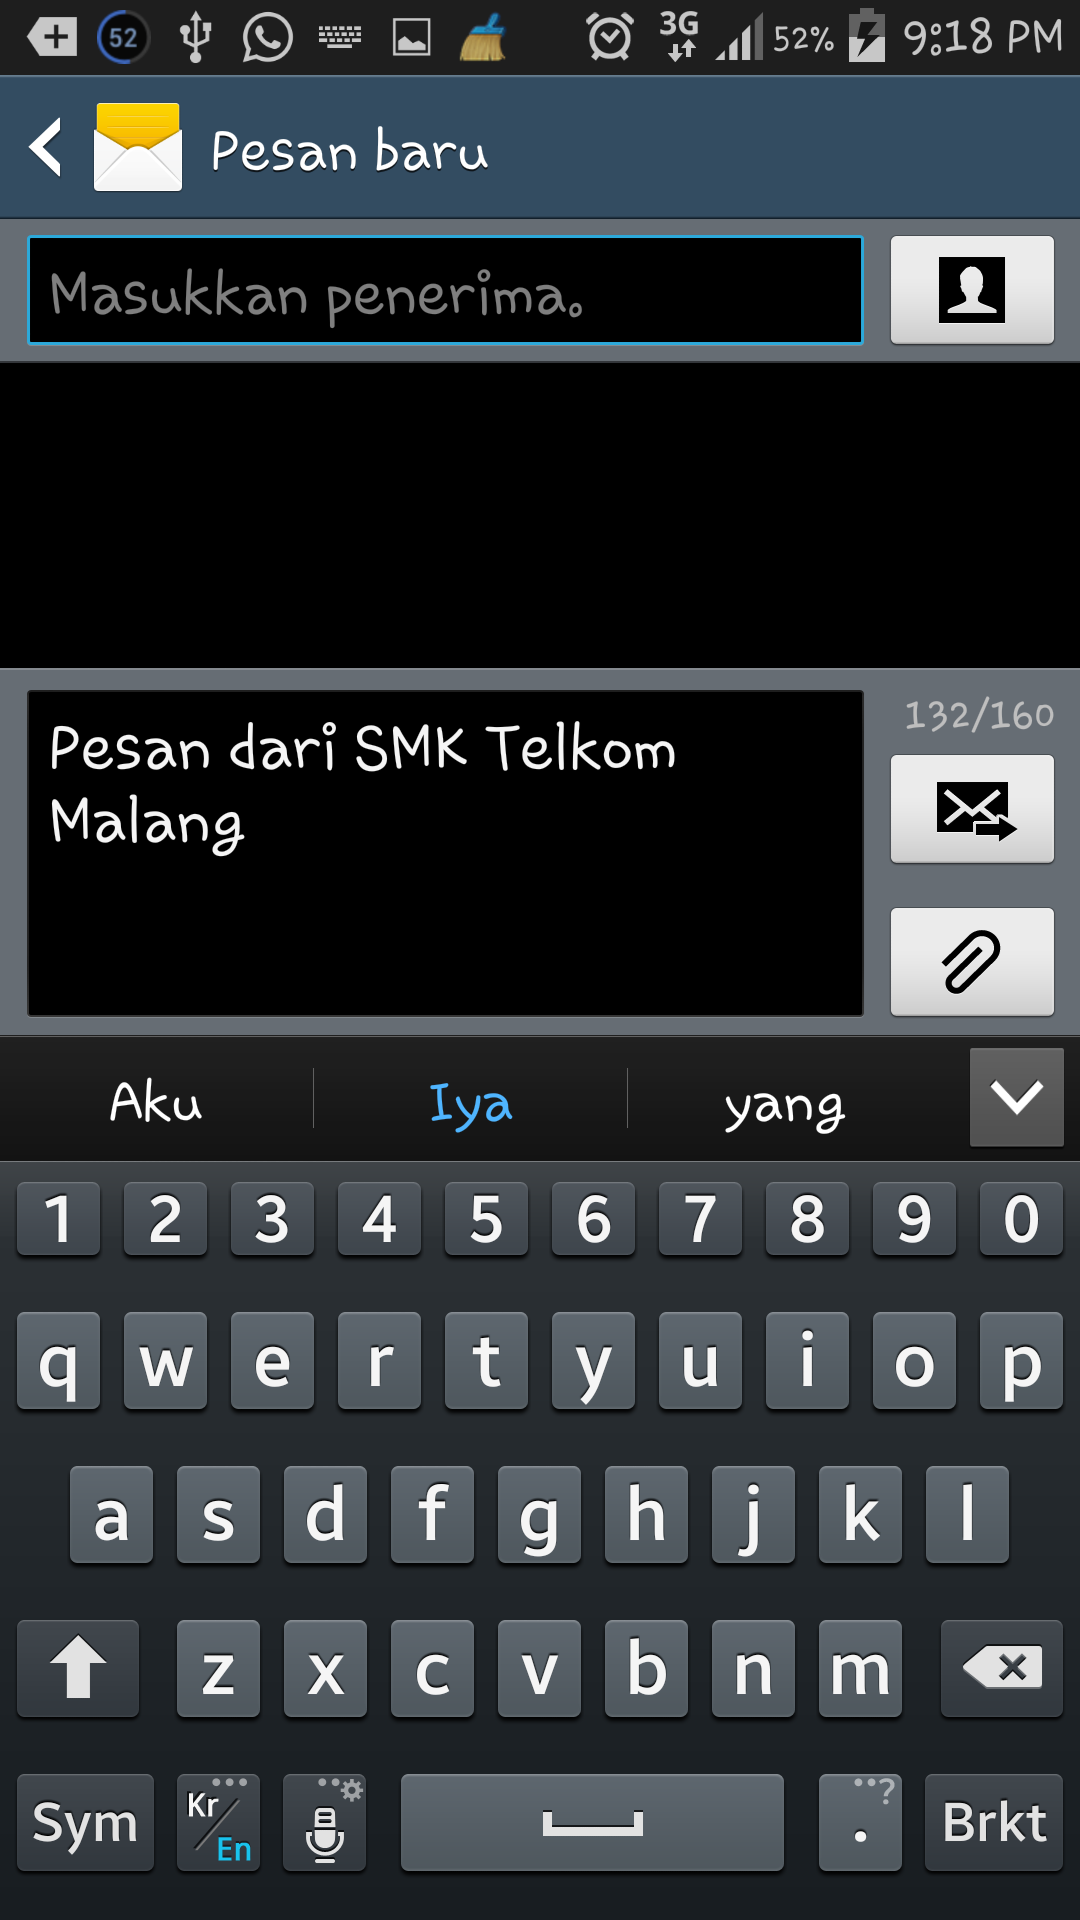 52 3G 52% 9:18 PM
Pesan baru
Masukkan penerima.
132/160
Pesan dari SMK Telkom
Malang
Aku Iya yang
1 2 3 4 5 6 7 8 9 0
q w e r t y u i o p
a s d f g h j k l
z x c v b n m
Sym Kr/En . ? Brkt